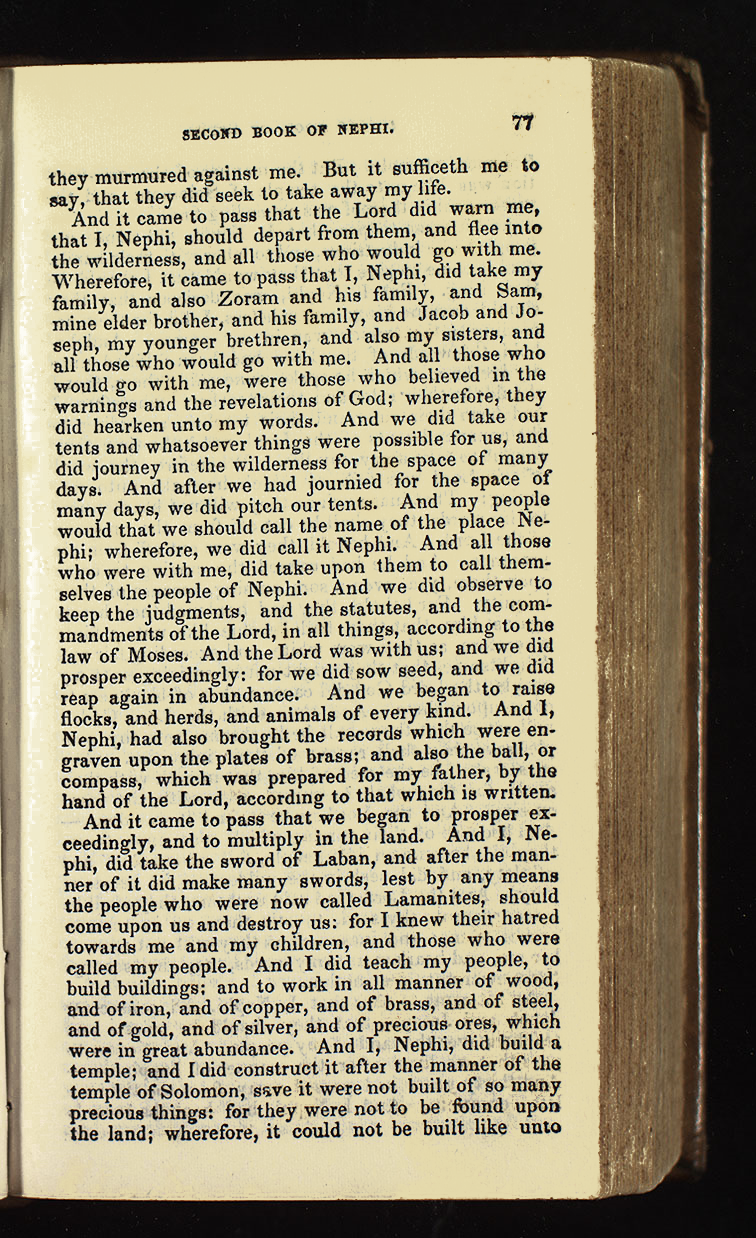 SECOND BOOK OF NEPHI. 77
they murmured against me. But it sufficeth me to
say, that they did seek to take away my life.
And it came to pass that the Lord did warn me,
that I, Nephi, should depart from them, and flee into
the wilderness, and all those who would go with me.
Wherefore, it came to pass that I, Nephi, did take my
family, and also Zoram and his family, and Sam,
mine elder brother, and his family, and Jacob and Jo-
seph, my younger brethren, and also my sisters, and
all those who would go with me. And all those who
would go with me, were those who believed in the
warnings and the revelations of God; wherefore, they
did hearken unto my words. And we did take our
tents and whatsoever things were possible for us, and
did journey in the wilderness for the space of many
days. And after we had journied for the space of
many days, we did pitch our tents. And my people
would that we should call the name of the place Ne-
phi; wherefore, we did call it Nephi. And all those
who were with me, did take upon them to call them-
selves the people of Nephi. And we did observe to
keep the judgments, and the statutes, and the com-
mandments of the Lord, in all things, according to the
law of Moses. And the Lord was with us; and we did
prosper exceedingly: for we did sow seed, and we did
reap again in abundance. And we began to raise
flocks, and herds, and animals of every kind. And I,
Nephi, had also brought the records which were en-
graven upon the plates of brass; and also the ball, or
compass, which was prepared for my father, by the
hand of the Lord, according to that which is written.
And it came to pass that we began to prosper ex-
ceedingly, and to multiply in the land. And I, Ne-
phi, did take the sword of Laban, and after the man-
ner of it did make many swords, lest by any means
the people who were now called Lamanites, should
come upon us and destroy us: for I knew their hatred
towards me and my children, and those who were
called my people. And I did teach my people, to
build buildings: and to work in all manner of wood,
and of iron, and of copper, and of brass, and of steel,
and of gold, and of silver, and of precious ores, which
were in great abundance. And I, Nephi, did build a
temple; and I did construct it after the manner of the
temple of Solomon, save it were not built of so many
precious things: for they were not to be found upon
the land; wherefore, it could not be built like unto